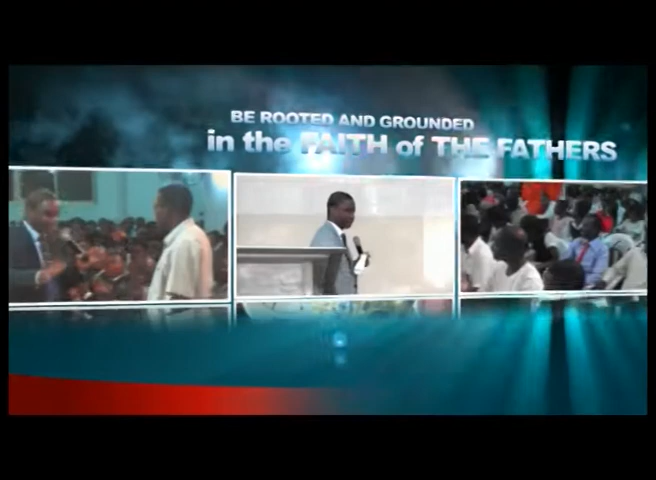 BE ROOTED AND GROUNDED
in the FAITH of THE FATHERS